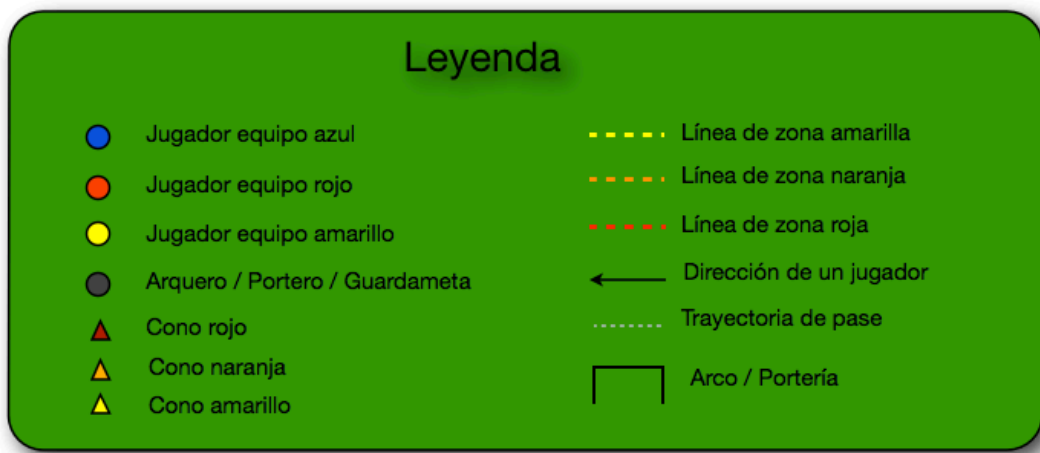 Leyenda
Jugador equipo azul
Jugador equipo rojo
Jugador equipo amarillo
Arquero / Portero / Guardameta
Cono rojo
Cono naranja
Cono amarillo
Línea de zona amarilla
Línea de zona naranja
Línea de zona roja
Dirección de un jugador
Trayectoria de pase
Arco / Portería